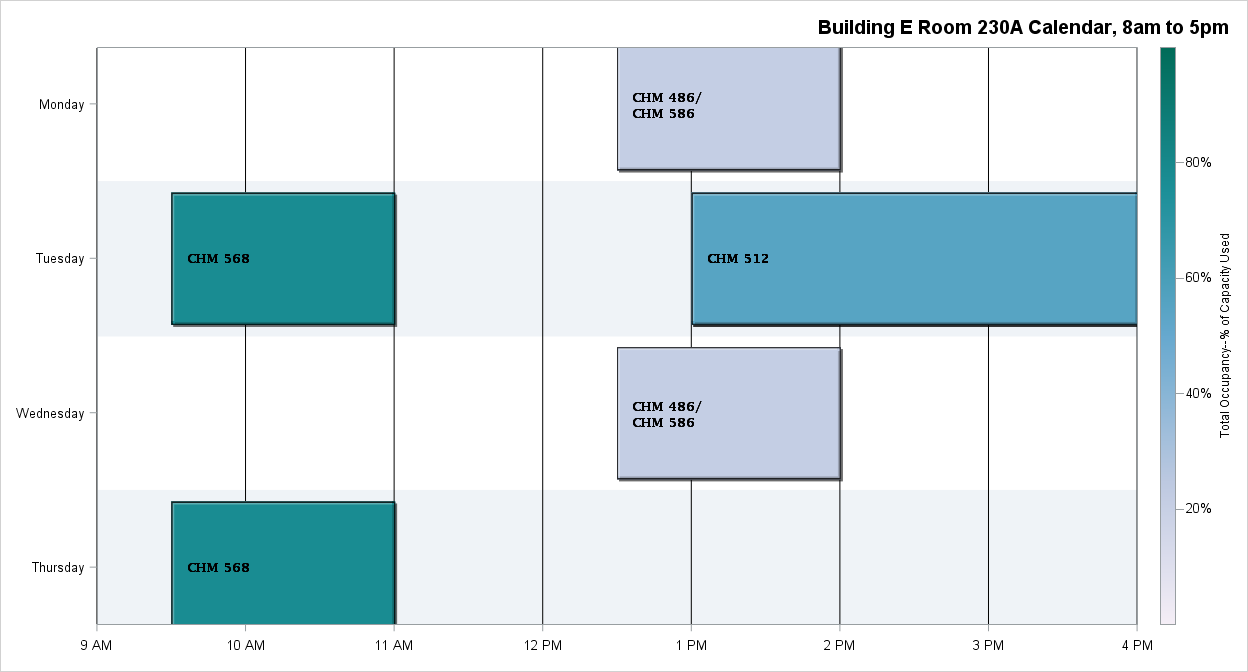 Building E Room 230A Calendar, 8am to 5pm
Monday
CHM 486/
CHM 586
Tuesday
CHM 568
CHM 512
Wednesday
CHM 486/
CHM 586
Thursday
CHM 568
9 AM
10 AM
11 AM
12 PM
1 PM
2 PM
3 PM
4 PM
80%
60%
40%
20%
Total Occupancy--% of Capacity Used